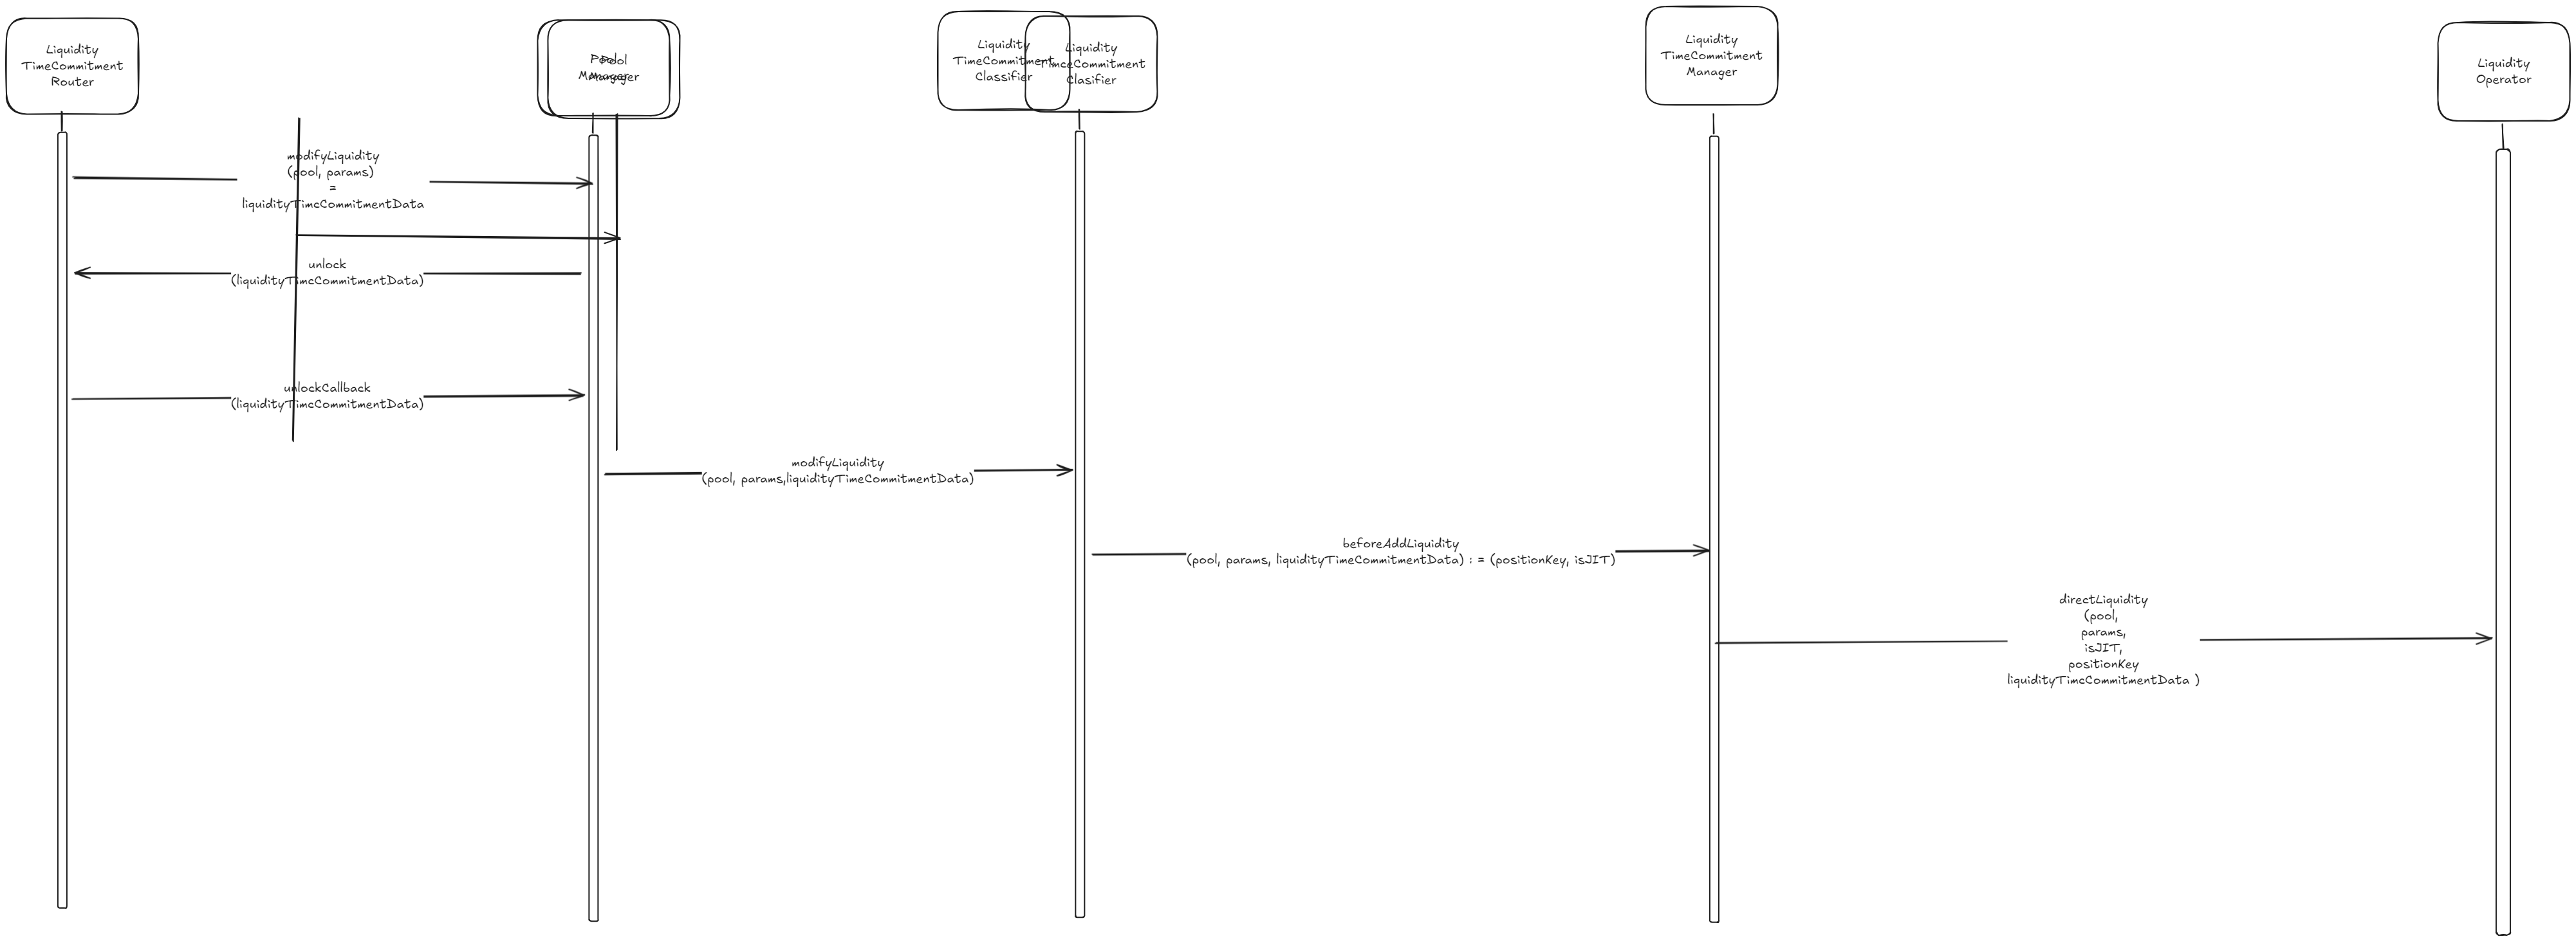 Liquidity
TimeCommitment
Router
Pool
Manager
Pool
Manager
Liquidity
TimeCommitment
Classifier
Liquidity
TimeCommitment
Clasifier
Liquidity
TimeCommitment
Manager
Liquidity
Operator
modifyLiquidity
(pool, params)
=
liquidityTimeCommitmentData
unlock
(liquidityTimeCommitmentData)
unlockCallback
(liquidityTimeCommitmentData)
modifyLiquidity
(pool, params,liquidityTimeCommitmentData)
beforeAddLiquidity
(pool, params, liquidityTimeCommitmentData) : = (positionKey, isJIT)
directLiquidity
(pool,
params,
isJIT,
positionKey
liquidityTimeCommitmentData )